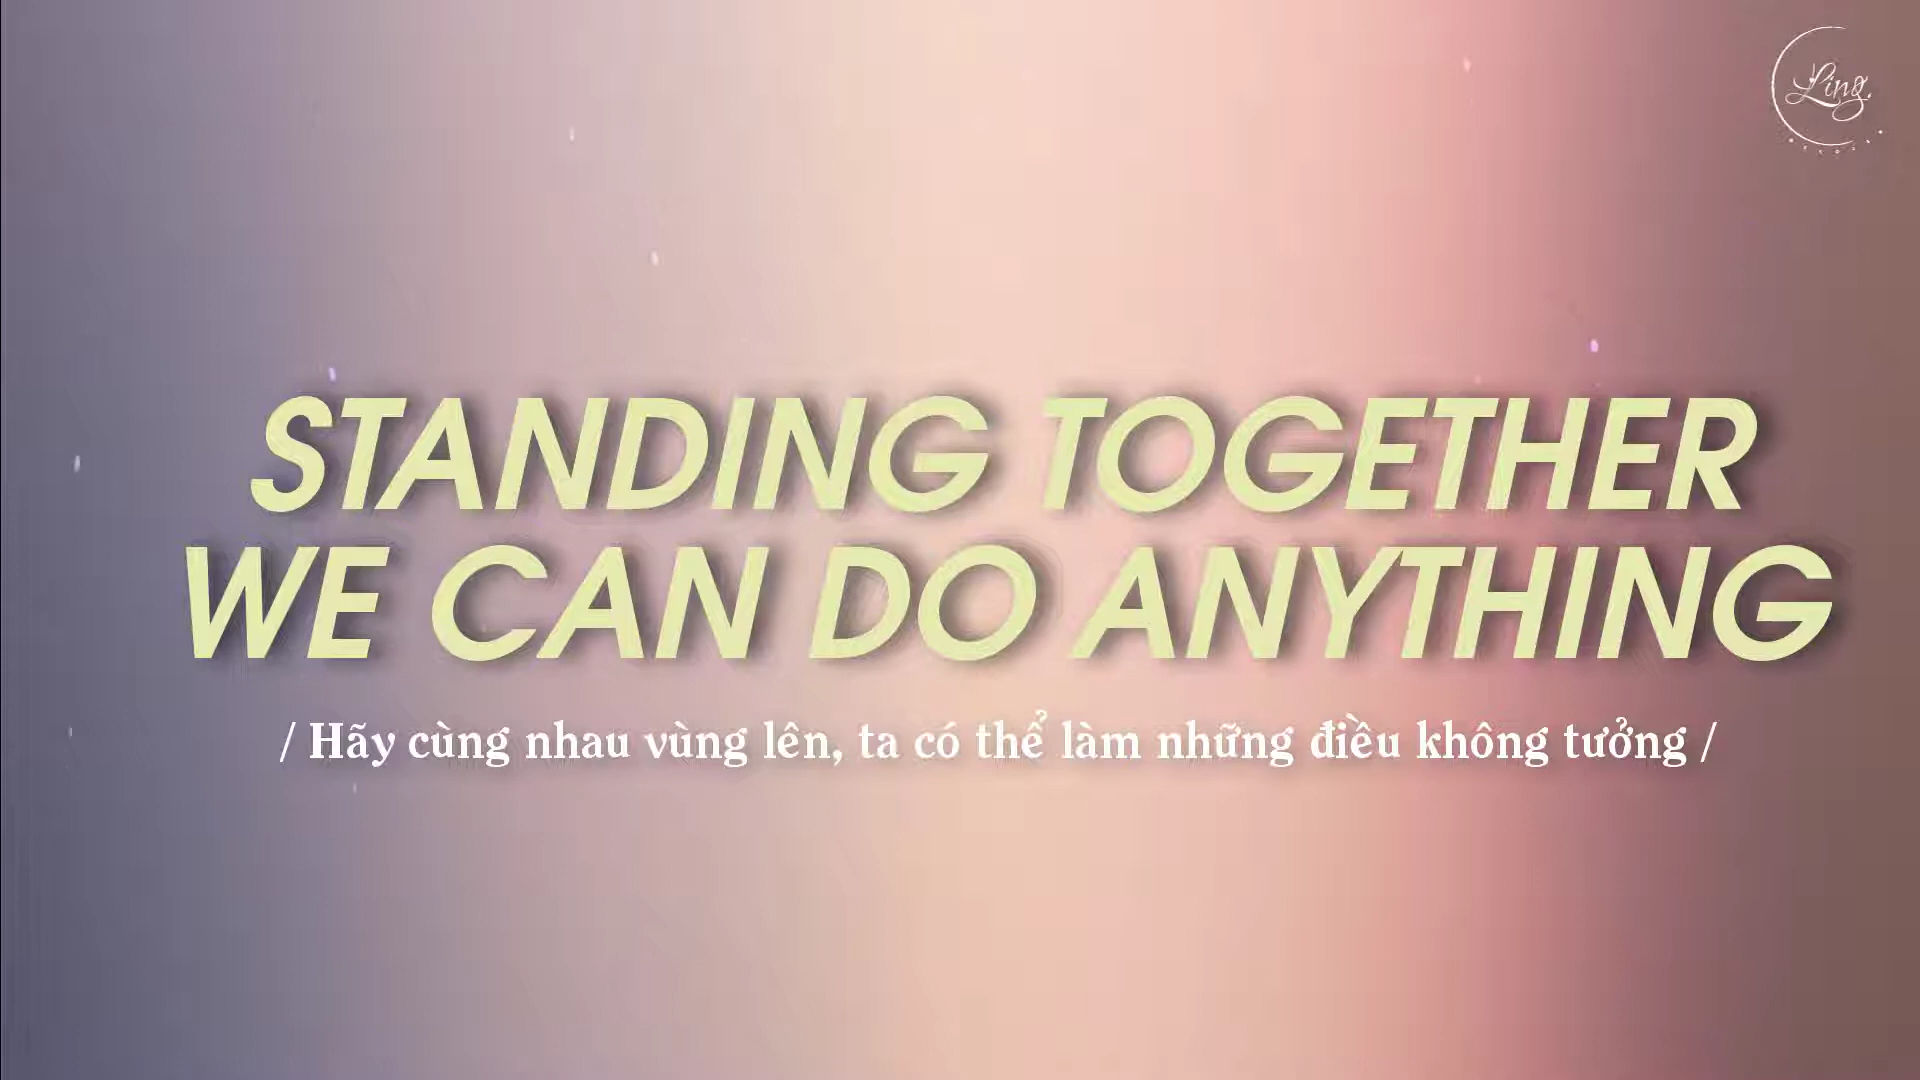 Ling.
STANDING TOGETHER
WE CAN DO ANYTHING
/ Hãy cùng nhau vùng lên, ta có thể làm những điều không tưởng /